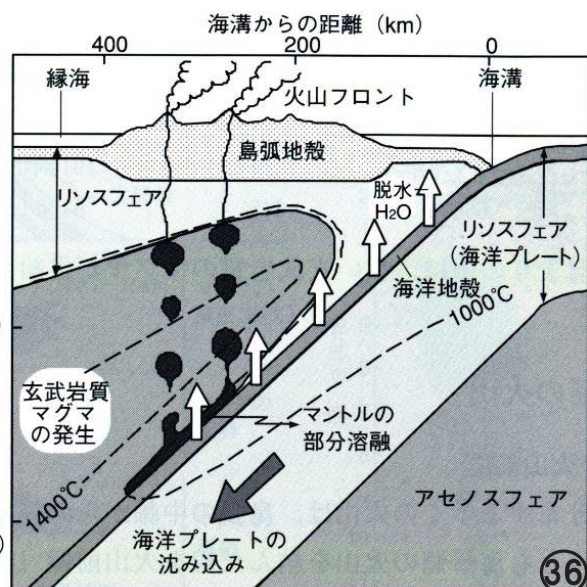 海溝からの距離 (km)
400
200
0
縁海
火山フロント
海溝
島弧地殻
リソスフェア
脱水
H₂O
リソスフェア
(海洋プレート)
海洋地殻
1000℃
玄武岩質
マグマ
の発生
マントルの
部分溶融
1400℃
アセノスフェア
海洋プレートの
沈み込み
㊱